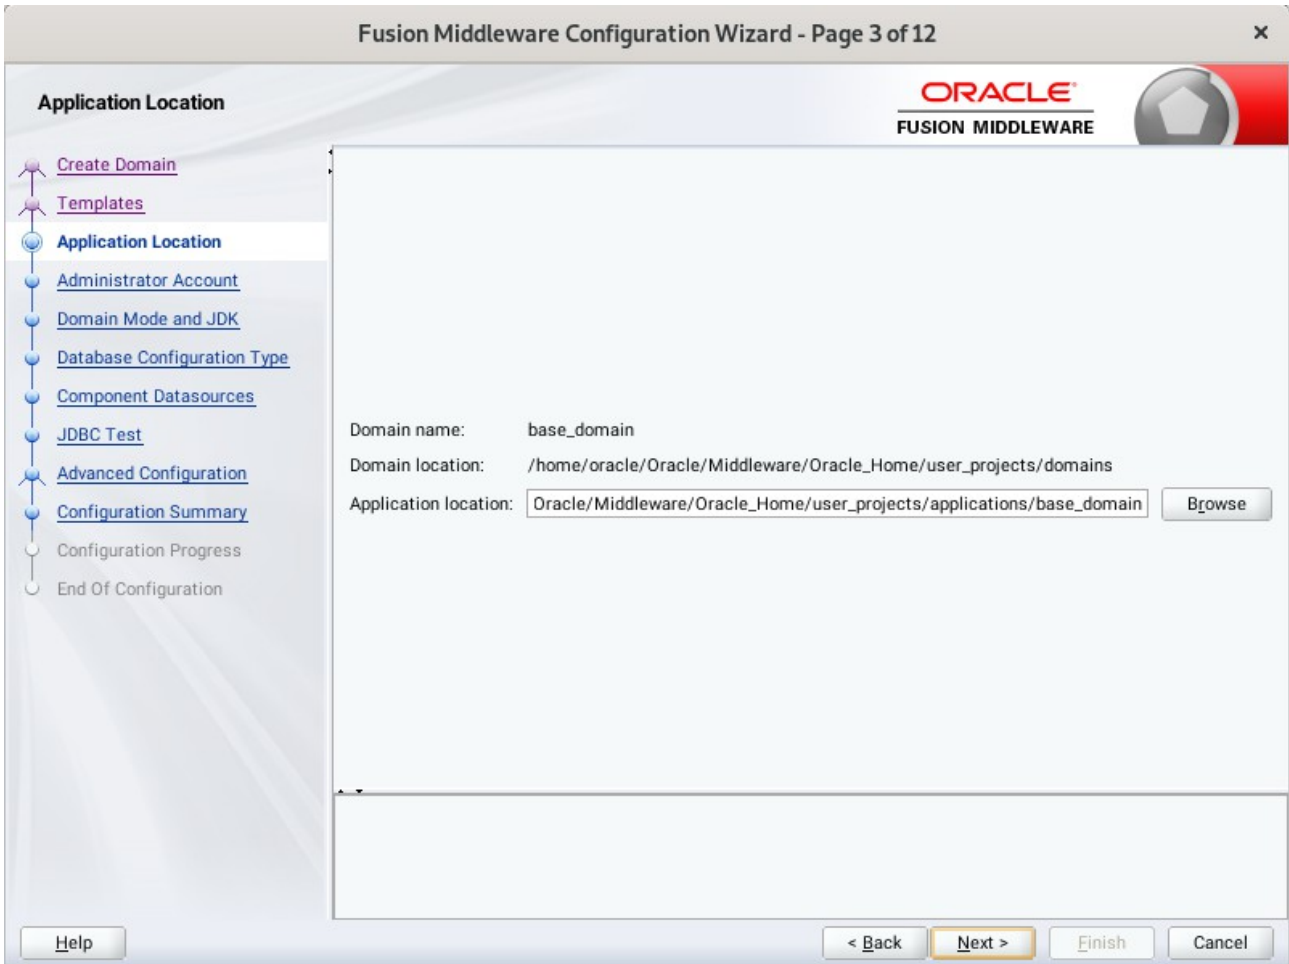 Fusion Middleware Configuration Wizard - Page 3 of 12
Application Location
ORACLE
FUSION MIDDLEWARE
Create Domain
Templates
Application Location
Administrator Account
Domain Mode and JDK
Database Configuration Type
Component Datasources
JDBC Test
Advanced Configuration
Configuration Summary
Configuration Progress
End Of Configuration
Domain name: base_domain
Domain location: /home/oracle/Oracle/Middleware/Oracle_Home/user_projects/domains
Application location: Oracle/Middleware/Oracle_Home/user_projects/applications/base_domain Browse
Help < Back Next > Finish Cancel